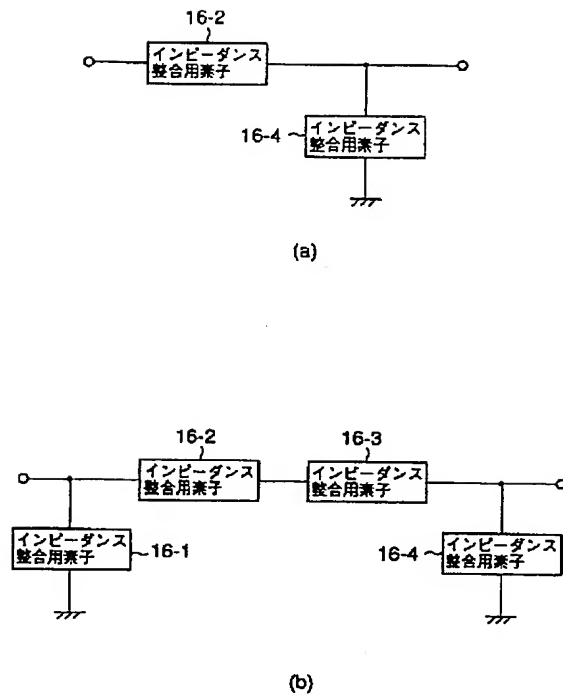 16-2
インピーダンス
整合用素子
16-4
インピーダンス
整合用素子
(a)
16-2
16-3
インピーダンス
整合用素子
インピーダンス
整合用素子
インピーダンス
整合用素子
16-1
16-4
インピーダンス
整合用素子
(b)